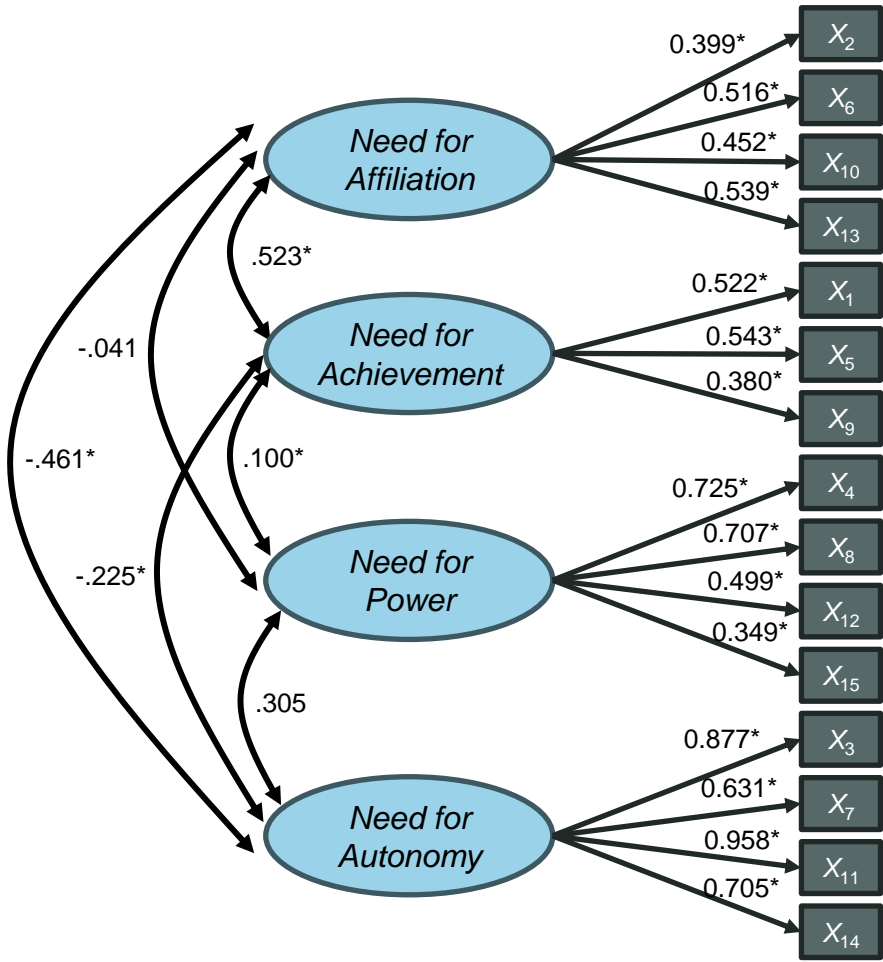 0.399*
X₂
0.516*
X₆
Need for
Affiliation
0.452*
X₁₀
0.539*
X₁₃
.523*
0.522*
X₁
Need for
Achievement
0.543*
X₅
0.380*
X₉
-.041
-.461*
.100*
0.725*
X₄
0.707*
X₈
-.225*
Need for
Power
0.499*
X₁₂
0.349*
X₁₅
.305
0.877*
X₃
0.631*
X₇
Need for
Autonomy
0.958*
X₁₁
0.705*
X₁₄